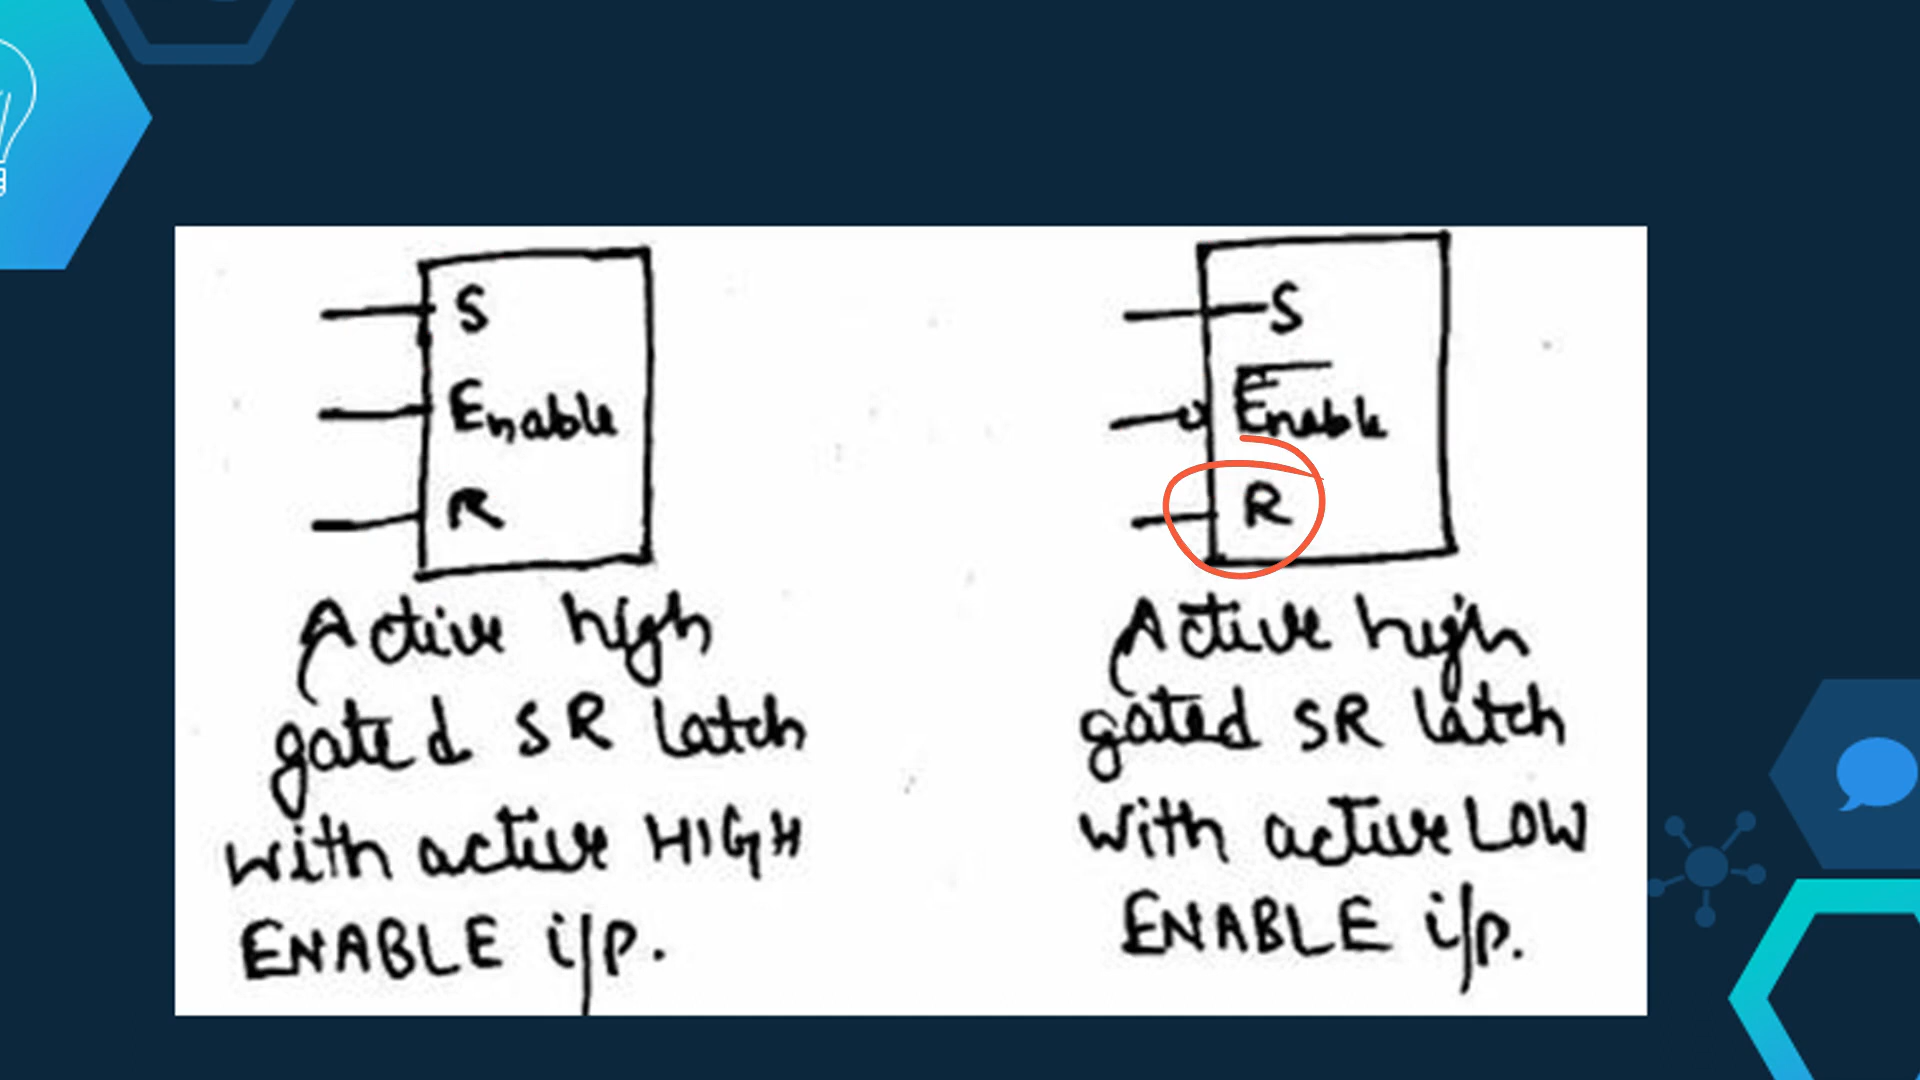 S
Enable
R
Active high
gated SR latch
with active HIGH
ENABLE i/p.
S
Enable
R
Active high
gated SR latch
with active LOW
ENABLE i/p.